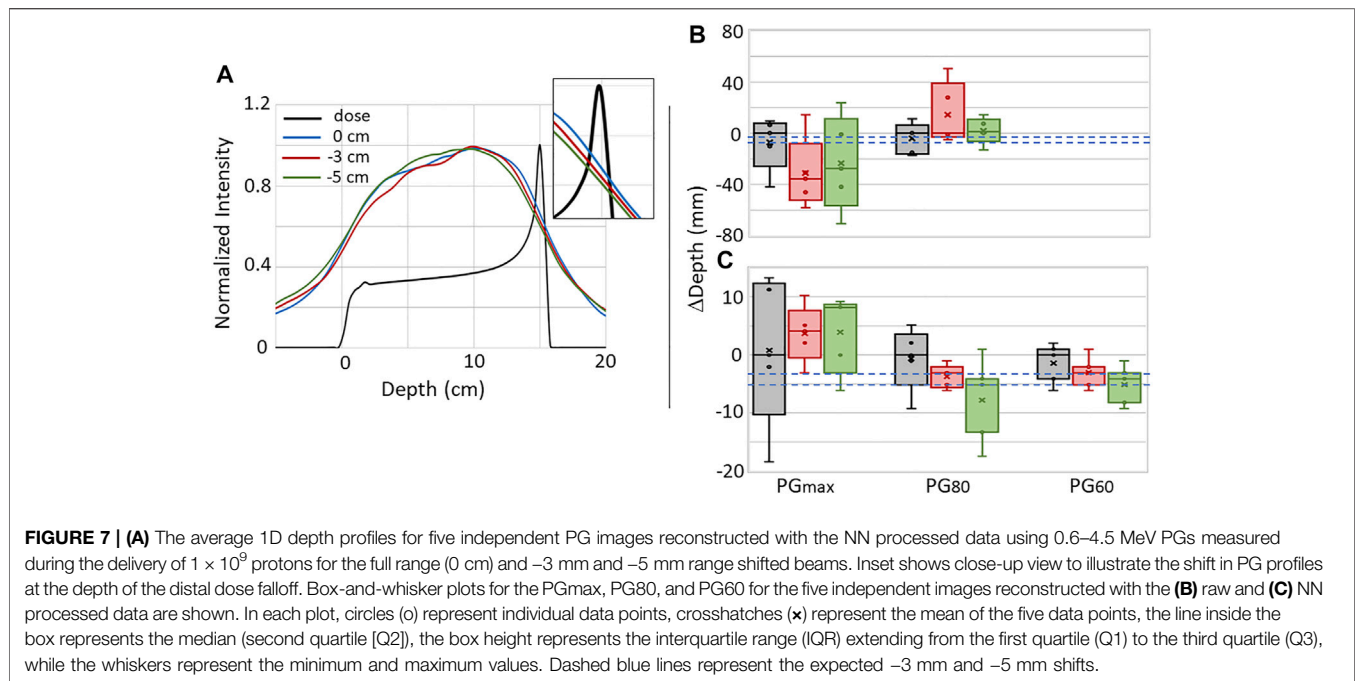 A
1.2
0.8
0.4
0
0
10
20
Normalized Intensity
Depth (cm)
dose
0 cm
-3 cm
-5 cm
B
80
40
0
-40
-80
ΔDepth (mm)
C
10
0
-10
-20
PGmax
PG80
PG60
FIGURE 7 | (A) The average 1D depth profiles for five independent PG images reconstructed with the NN processed data using 0.6–4.5 MeV PGs measured
during the delivery of 1 × 10⁹ protons for the full range (0 cm) and −3 mm and −5 mm range shifted beams. Inset shows close-up view to illustrate the shift in PG profiles
at the depth of the distal dose falloff. Box-and-whisker plots for the PGmax, PG80, and PG60 for the five independent images reconstructed with the (B) raw and (C) NN
processed data are shown. In each plot, circles (o) represent individual data points, crosshatches (×) represent the mean of the five data points, the line inside the
box represents the median (second quartile [Q2]), the box height represents the interquartile range (IQR) extending from the first quartile (Q1) to the third quartile (Q3),
while the whiskers represent the minimum and maximum values. Dashed blue lines represent the expected −3 mm and −5 mm shifts.